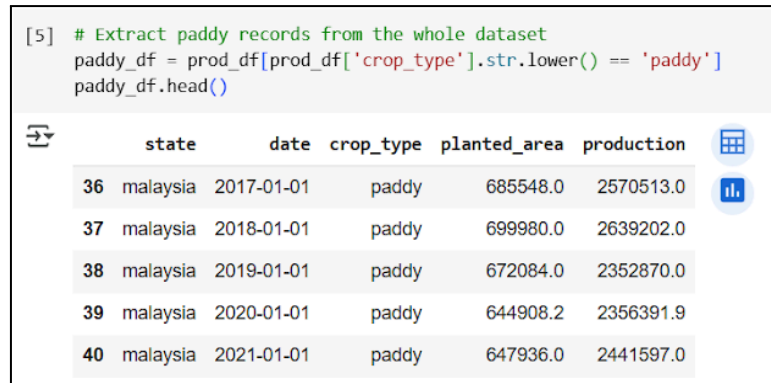 [5] # Extract paddy records from the whole dataset
paddy_df = prod_df[prod_df['crop_type'].str.lower() == 'paddy']
paddy_df.head()
state date crop_type planted_area production
36 malaysia 2017-01-01 paddy 685548.0 2570513.0
37 malaysia 2018-01-01 paddy 699980.0 2639202.0
38 malaysia 2019-01-01 paddy 672084.0 2352870.0
39 malaysia 2020-01-01 paddy 644908.2 2356391.9
40 malaysia 2021-01-01 paddy 647936.0 2441597.0